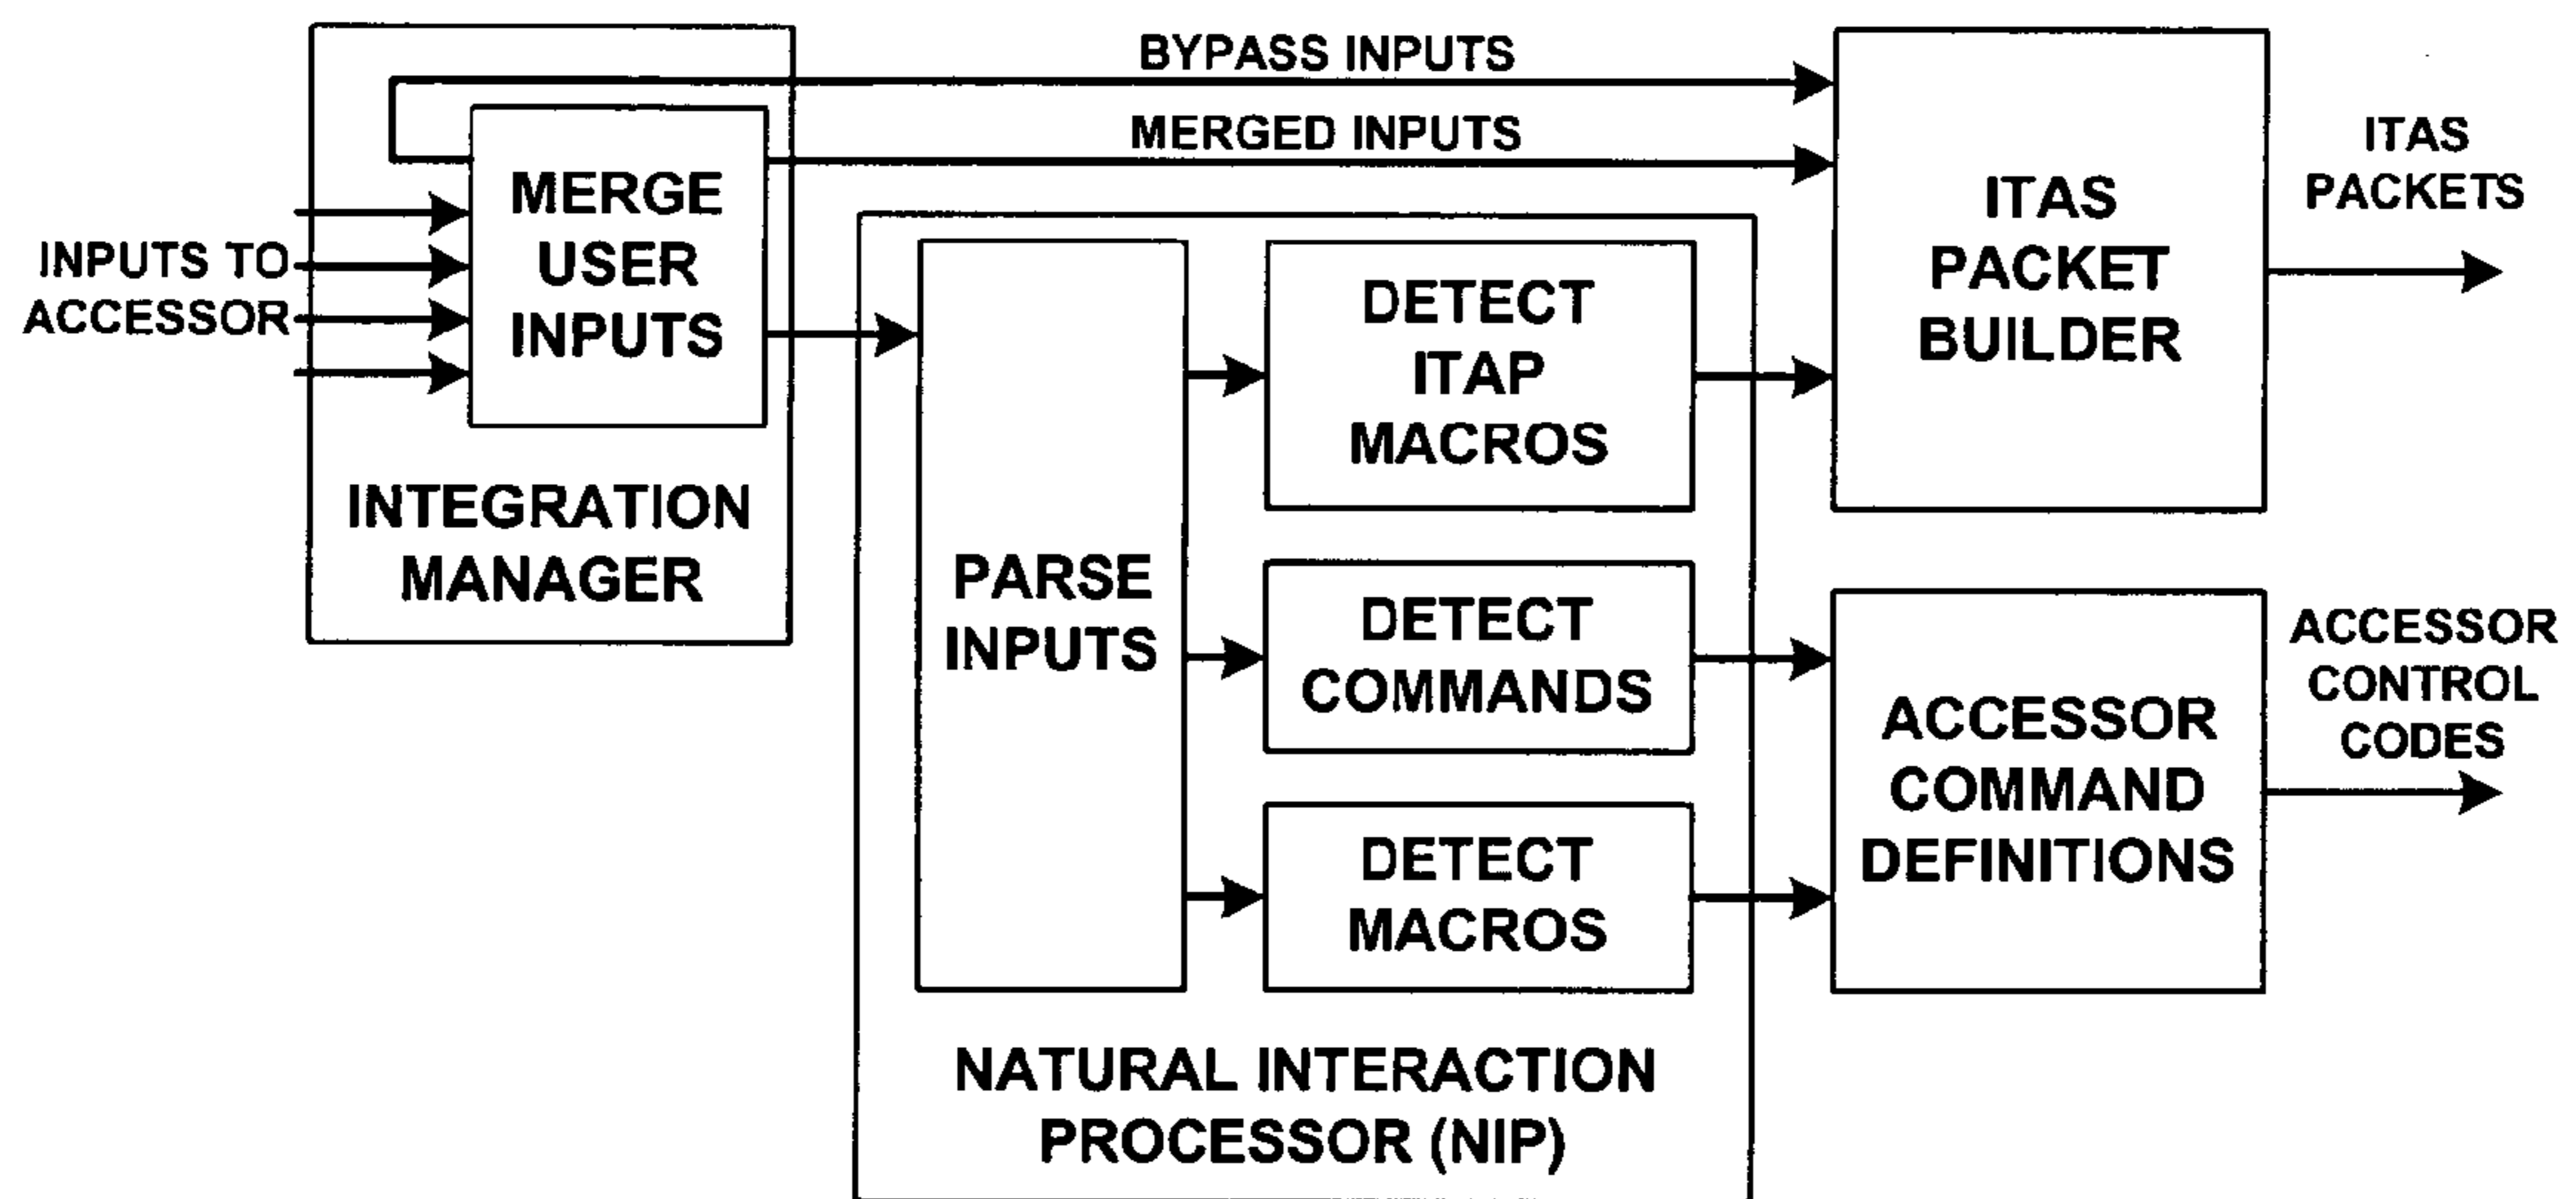 BYPASS INPUTS
MERGED INPUTS
INPUTS TO
ACCESSOR
MERGE
USER
INPUTS
INTEGRATION
MANAGER
PARSE
INPUTS
DETECT
ITAP
MACROS
DETECT
COMMANDS
DETECT
MACROS
NATURAL INTERACTION
PROCESSOR (NIP)
ITAS
PACKET
BUILDER
ITAS
PACKETS
ACCESSOR
COMMAND
DEFINITIONS
ACCESSOR
CONTROL
CODES